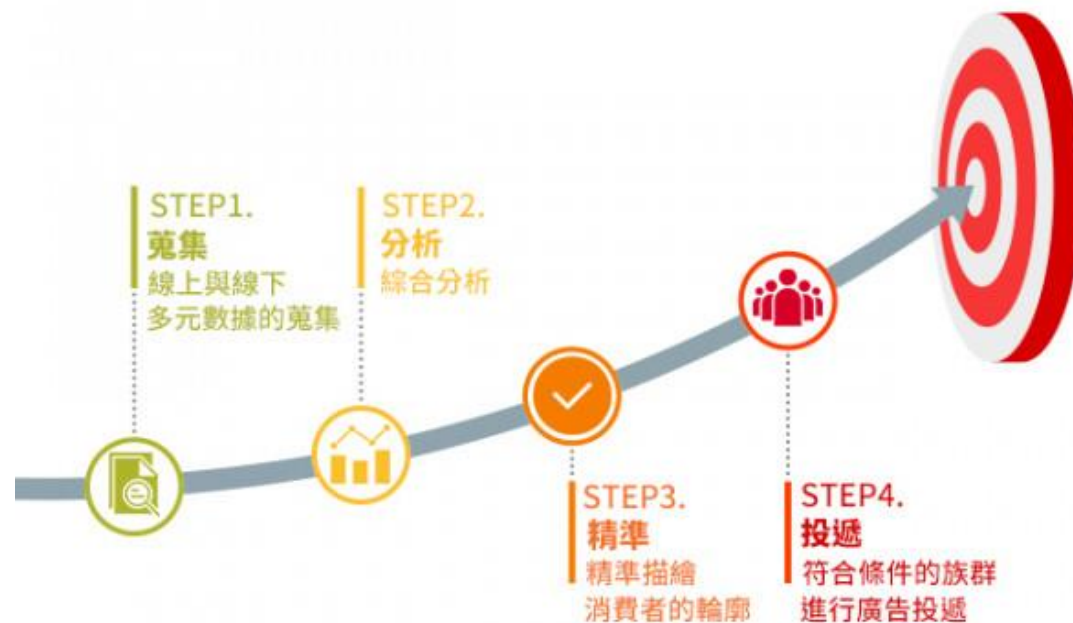 STEP1.
蒐集
線上與線下
多元數據的蒐集
STEP2.
分析
綜合分析
STEP3.
精準
精準描繪
消費者的輪廓
STEP4.
投遞
符合條件的族群
進行廣告投遞